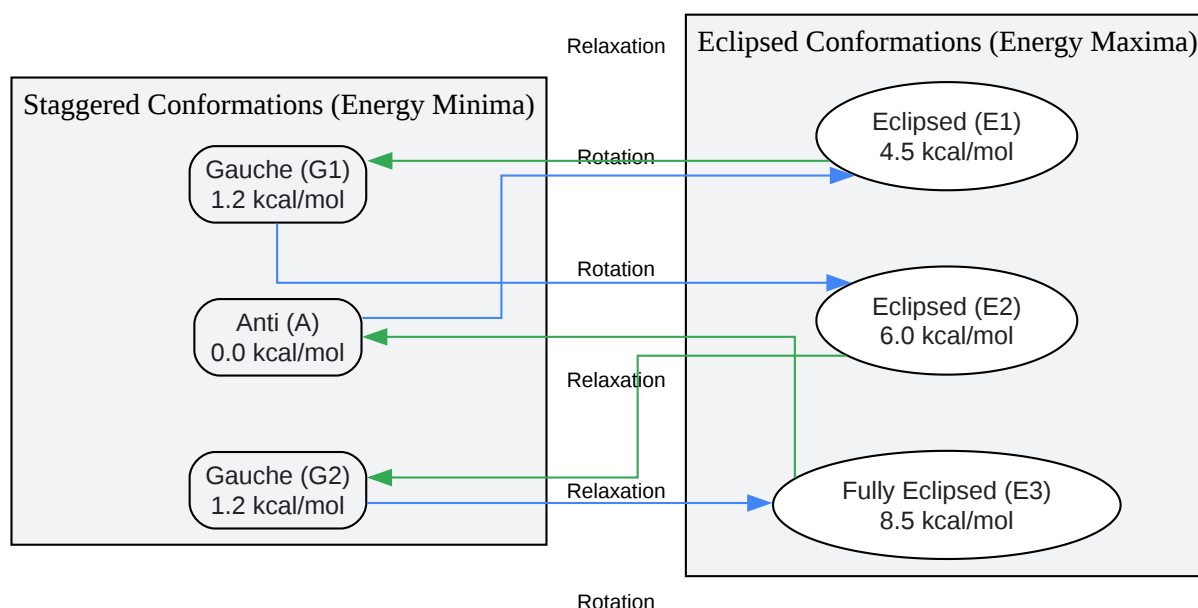 Relaxation
Eclipsed Conformations (Energy Maxima)
Staggered Conformations (Energy Minima)
Eclipsed (E1)
4.5 kcal/mol
Rotation
Gauche (G1)
1.2 kcal/mol
Rotation
Eclipsed (E2)
6.0 kcal/mol
Anti (A)
0.0 kcal/mol
Relaxation
Gauche (G2)
1.2 kcal/mol
Relaxation
Fully Eclipsed (E3)
8.5 kcal/mol
Rotation